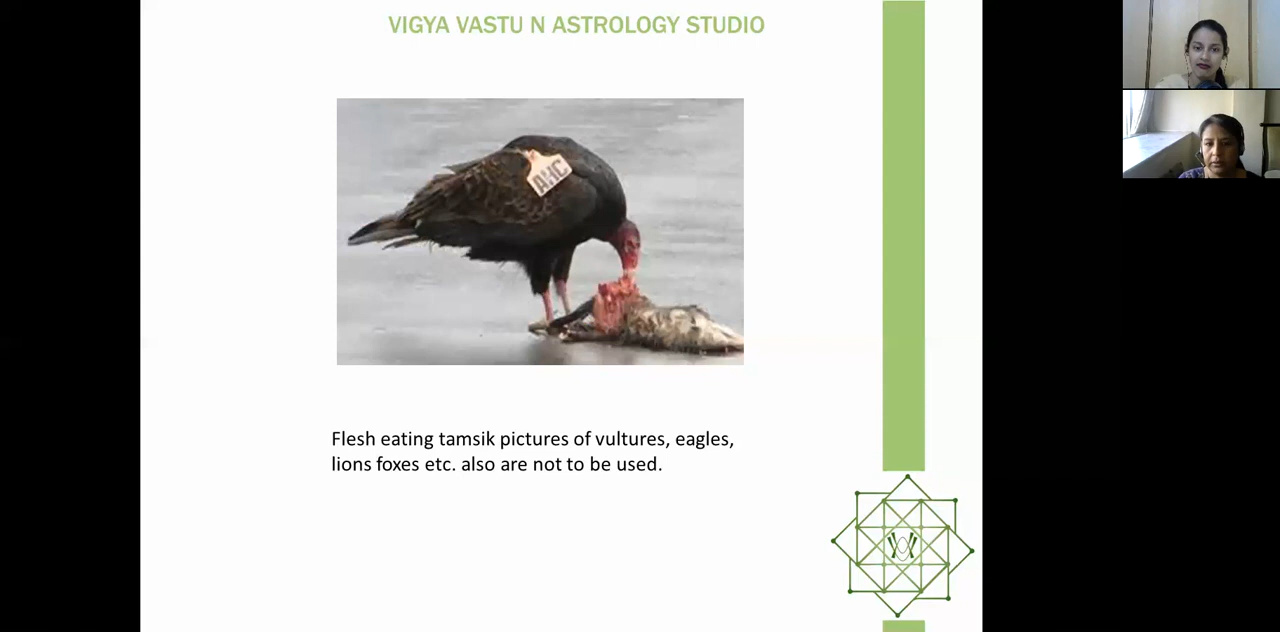 VIGYA VASTU N ASTROLOGY STUDIO
AHC
Flesh eating tamsik pictures of vultures, eagles,
lions foxes etc. also are not to be used.